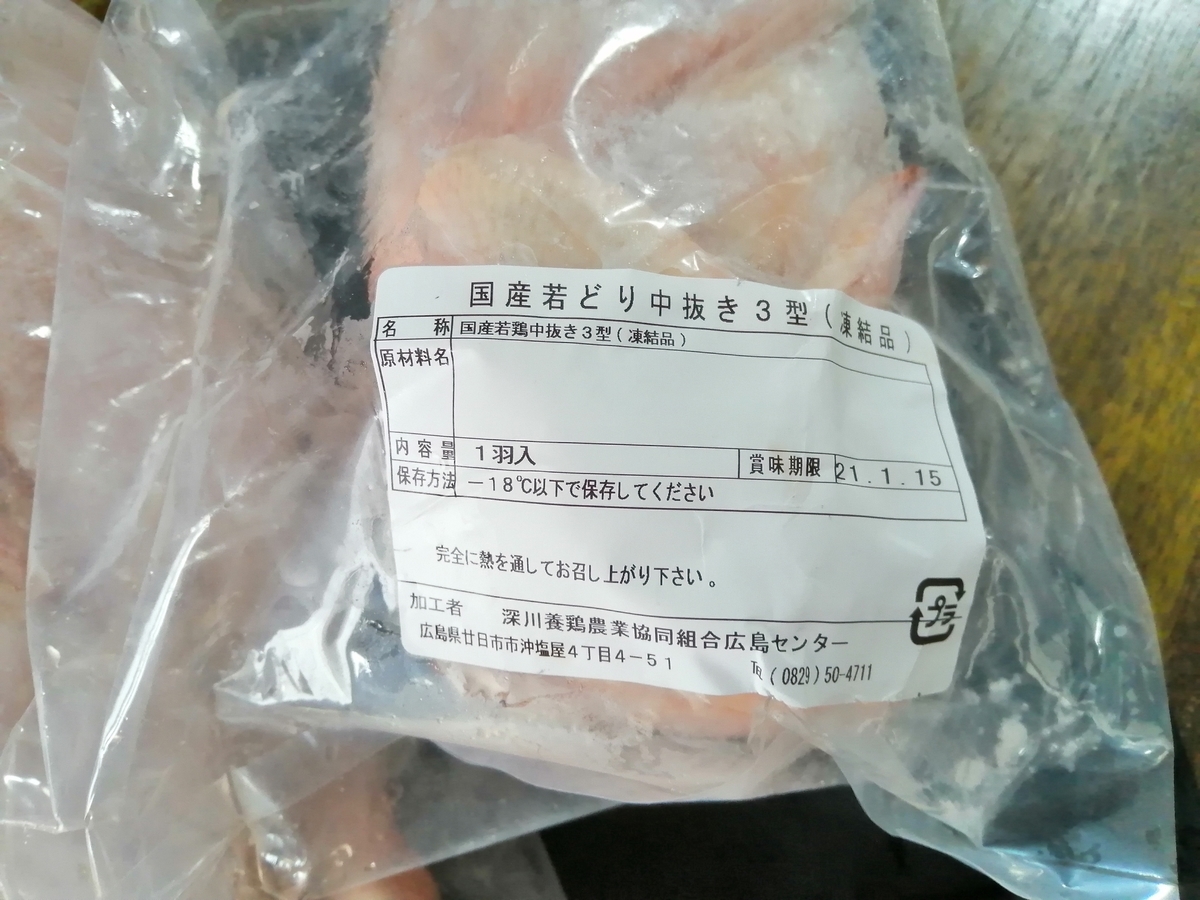 国産若どり中抜き３型(凍結品)
名 称 国産若鶏中抜き３型(凍結品)
原材料名
内容量 １羽入 賞味期限 21.1.15
保存方法 －１８℃以下で保存してください
完全に熱を通してお召し上がり下さい。
加工者 深川養鶏農業協同組合広島センター
広島県廿日市市沖塩屋４丁目４－５１ ℡(0829)50-4711
プラ